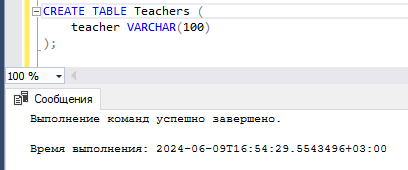 CREATE TABLE Teachers (
teacher VARCHAR(100)
);
100 %
Сообщения
Выполнение команд успешно завершено.
Время выполнения: 2024-06-09T16:54:29.5543496+03:00